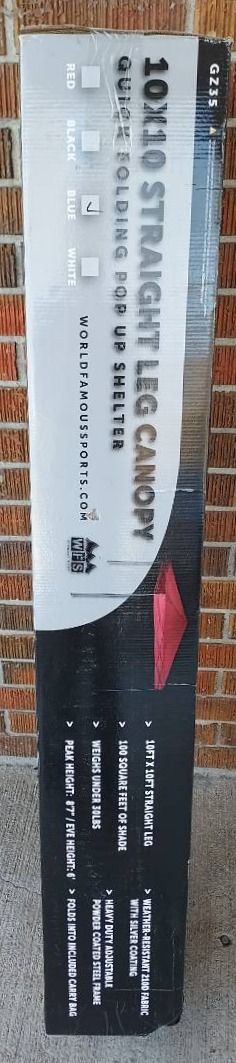 GZ35
10X10 STRAIGHT LEG CANOPY
QUICK FOLDING POP UP SHELTER
RED
BLACK
BLUE
WHITE
WORLDFAMOUSSPORTS.COM
WFS
> 10FT X 10FT STRAIGHT LEG
> 100 SQUARE FEET OF SHADE
> WEIGHS UNDER 30LBS
> PEAK HEIGHT: 8'7" / EVE HEIGHT: 6'
> WEATHER-RESISTANT 210D FABRIC
WITH SILVER COATING
> HEAVY DUTY ADJUSTABLE
POWDER COATED STEEL FRAME
> FOLDS INTO INCLUDED CARRY BAG